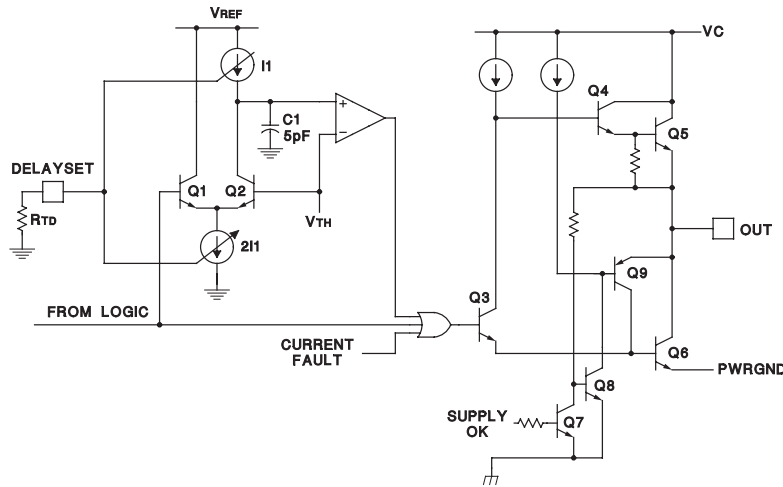 VREF
VC
I1
Q4
+
C1
5pF
−
Q5
DELAYSET
Q1
Q2
RTD
VTH
OUT
2I1
Q9
Q3
FROM LOGIC
CURRENT
FAULT
Q6
PWRGND
Q8
SUPPLY
OK
Q7